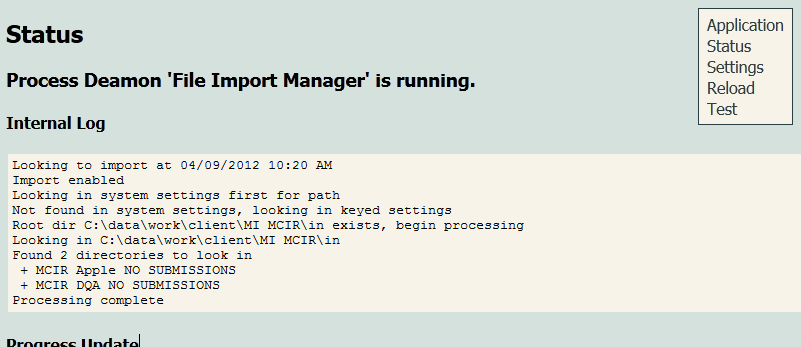 Status
Process Deamon 'File Import Manager' is running.
Internal Log
Looking to import at 04/09/2012 10:20 AM
Import enabled
Looking in system settings first for path
Not found in system settings, looking in keyed settings
Root dir C:\data\work\client\MI MCIR\in exists, begin processing
Looking in C:\data\work\client\MI MCIR\in
Found 2 directories to look in
+ MCIR Apple NO SUBMISSIONS
+ MCIR DQA NO SUBMISSIONS
Processing complete
Progress Update
Application
Status
Settings
Reload
Test